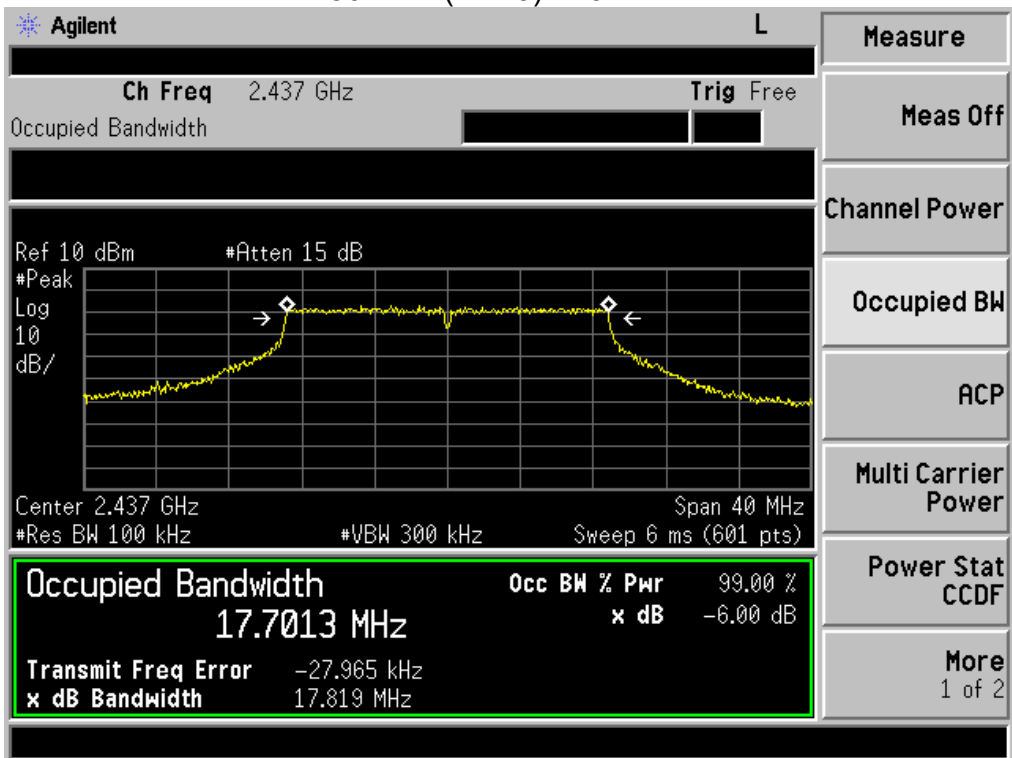 Agilent L
Ch Freq 2.437 GHz Trig Free
Occupied Bandwidth
Ref 10 dBm #Atten 15 dB
#Peak
Log
10
dB/
Center 2.437 GHz Span 40 MHz
#Res BW 100 kHz #VBW 300 kHz Sweep 6 ms (601 pts)
Occupied Bandwidth Occ BW % Pwr 99.00 %
17.7013 MHz x dB -6.00 dB
Transmit Freq Error -27.965 kHz
x dB Bandwidth 17.819 MHz
Measure
Meas Off
Channel Power
Occupied BW
ACP
Multi Carrier
Power
Power Stat
CCDF
More
1 of 2